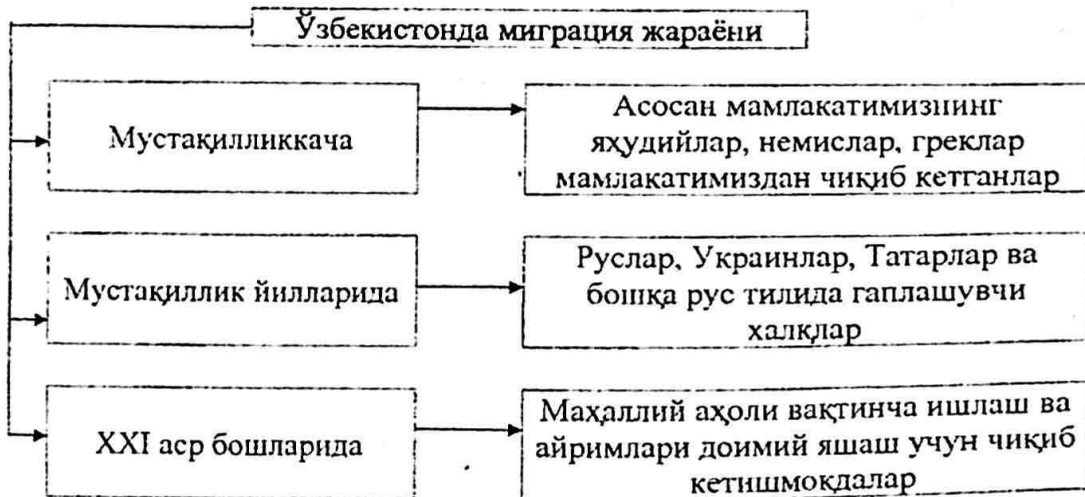 Ўзбекистонда миграция жараёни
Мустақилликкача
Асосан мамлакатимизнинг
яҳудийлар, немислар, греклар
мамлакатимиздан чиқиб кетганлар
Мустақиллик йилларида
Руслар, Украинлар, Татарлар ва
бошқа рус тилида гаплашувчи
халқлар
XXI аср бошларида
Маҳаллий аҳоли вақтинча ишлаш ва
айримлари доимий яшаш учун чиқиб
кетишмоқдалар